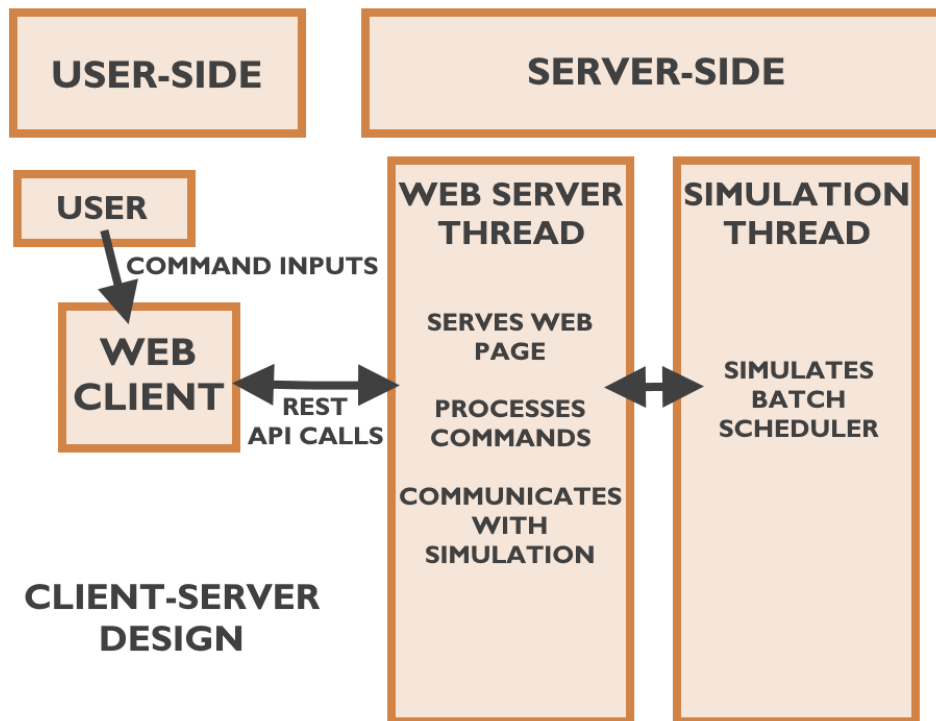 USER-SIDE
SERVER-SIDE
USER
COMMAND INPUTS
WEB
CLIENT
REST
API CALLS
WEB SERVER
THREAD
SERVES WEB
PAGE
PROCESSES
COMMANDS
COMMUNICATES
WITH
SIMULATION
SIMULATION
THREAD
SIMULATES
BATCH
SCHEDULER
CLIENT-SERVER
DESIGN